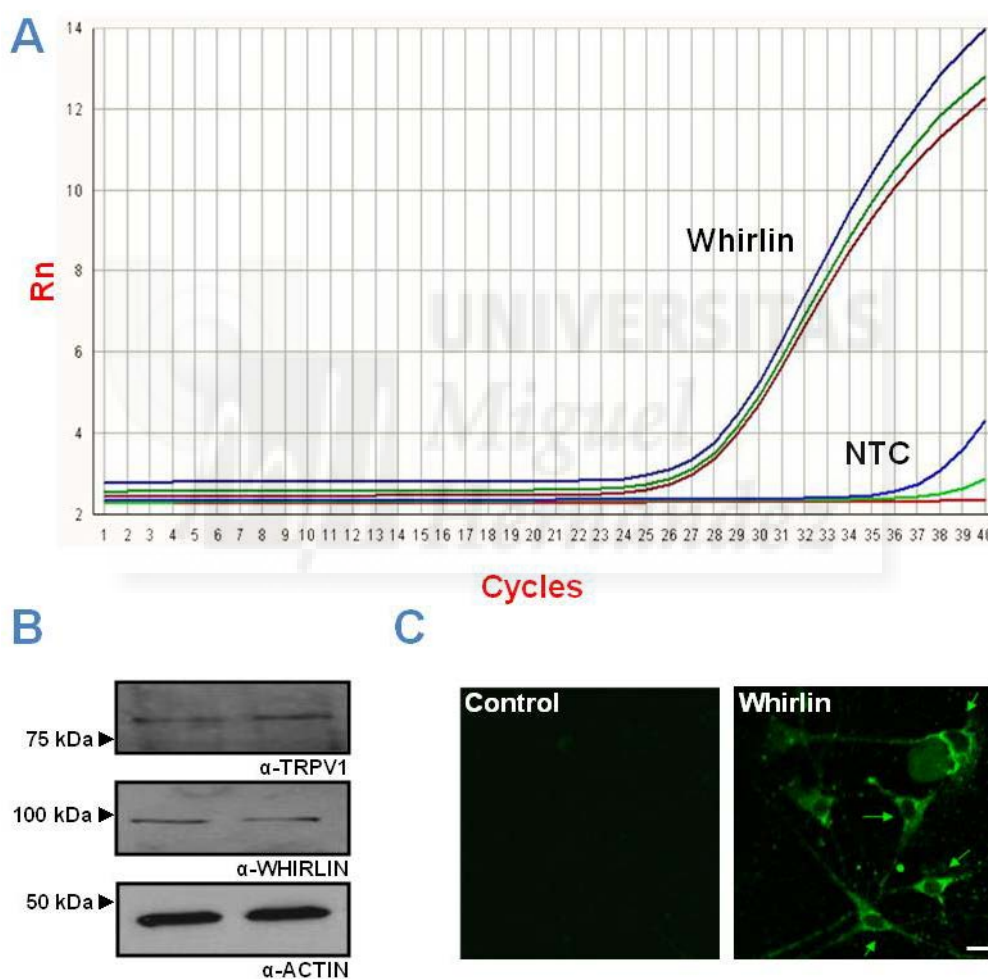 A
14
12
10
8
6
4
2
Rn
Whirlin
NTC
UNIVERSITAS
Miguel
Hernández
1 2 3 4 5 6 7 8 9 10 11 12 13 14 15 16 17 18 19 20 21 22 23 24 25 26 27 28 29 30 31 32 33 34 35 36 37 38 39 40
Cycles
B
75 kDa
α-TRPV1
100 kDa
α-WHIRLIN
50 kDa
α-ACTIN
C
Control
Whirlin